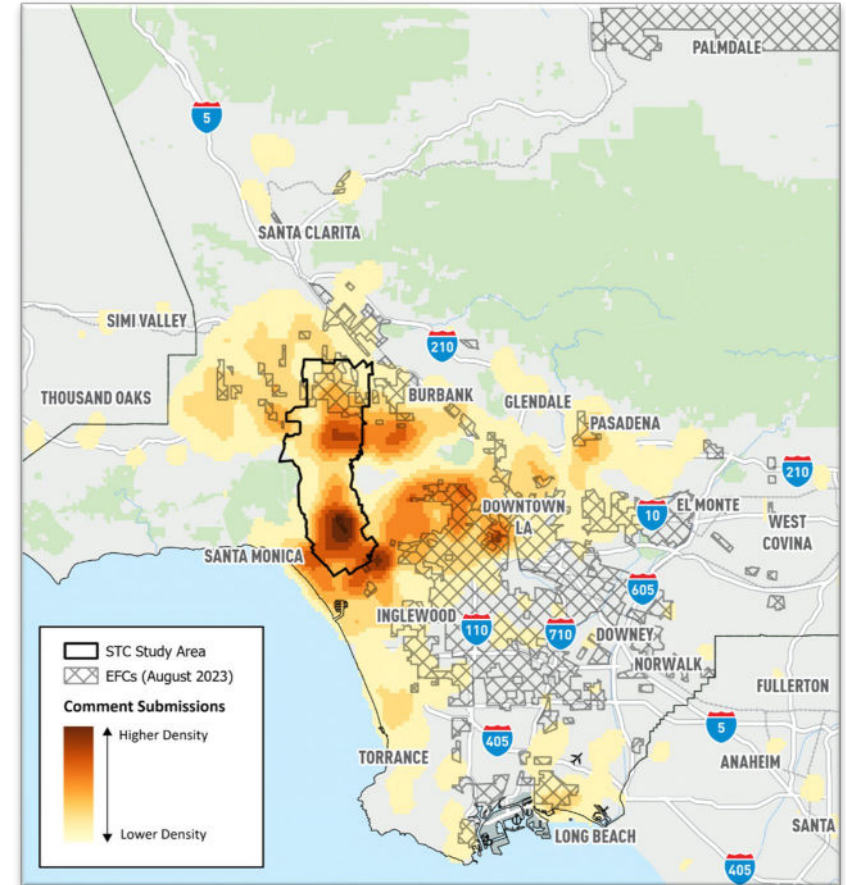 PALMDALE
5
SANTA CLARITA
SIMI VALLEY
210
THOUSAND OAKS
BURBANK
GLENDALE
PASADENA
210
DOWNTOWN
LA
10
EL MONTE
WEST
COVINA
SANTA MONICA
605
INGLEWOOD
110
710
DOWNEY
NORWALK
FULLERTON
5
405
TORRANCE
ANAHEIM
SANTA
LONG BEACH
405
STC Study Area
EFCs (August 2023)
Comment Submissions
Higher Density
Lower Density